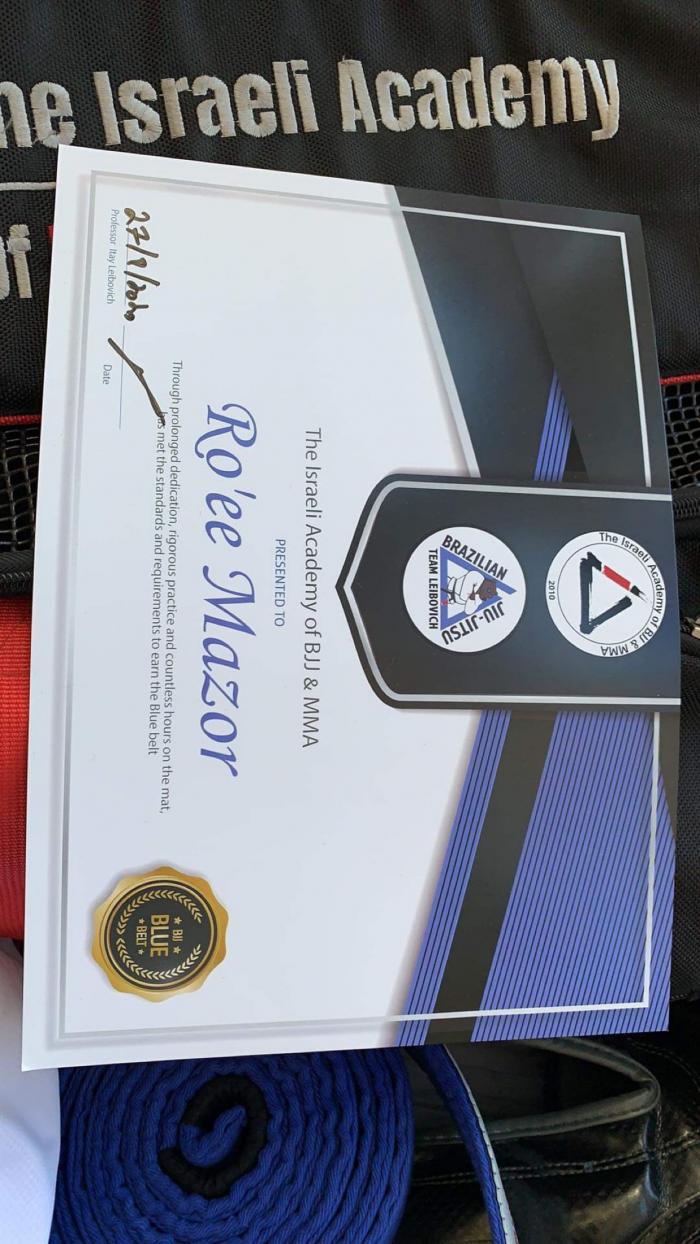 The Israeli Academy
of
The Israeli Academy of BJJ & MMA
2010
BRAZILIAN JIU-JITSU
TEAM LEIBOVICH
The Israeli Academy of BJJ & MMA
PRESENTED TO
Ro'ee Mazor
Through prolonged dedication, rigorous practice and countless hours on the mat,
has met the standards and requirements to earn the Blue belt
Professor Itay Leibovich
Date
BJJ
BLUE
BELT